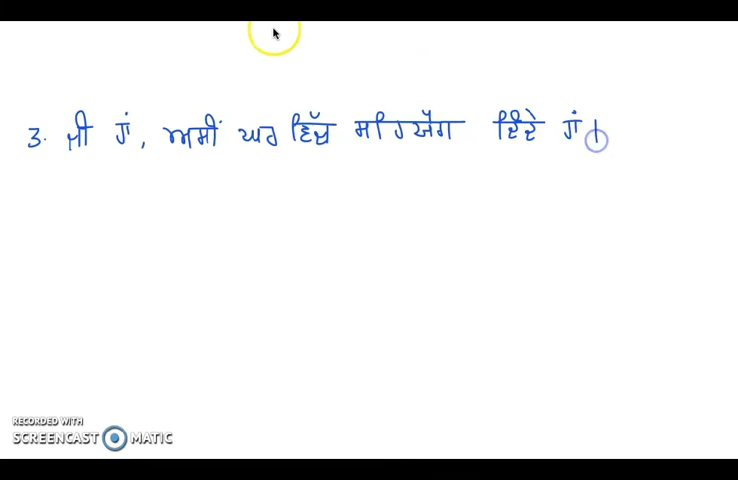 3. ਜੀ ਹਾਂ, ਅਸੀਂ ਘਰ ਵਿੱਚ ਸਹਿਯੋਗ ਦਿੰਦੇ ਹਾਂ।
RECORDED WITH
SCREENCAST MATIC